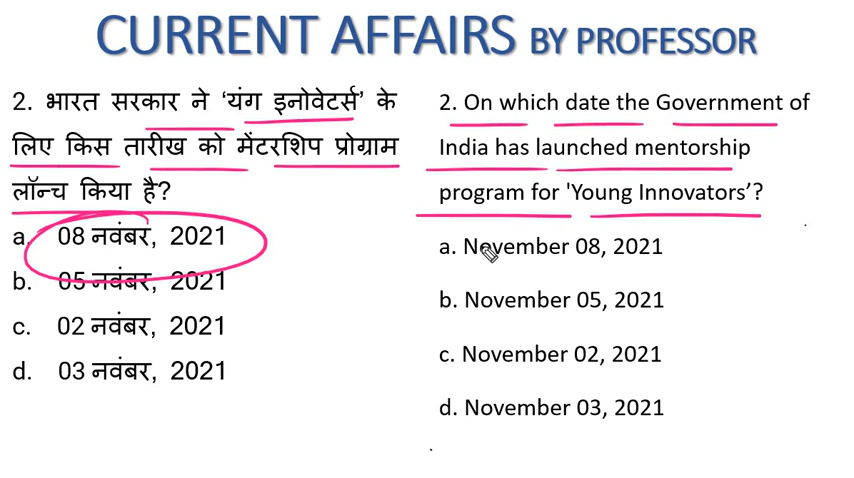 CURRENT AFFAIRS BY PROFESSOR
2. भारत सरकार ने ‘यंग इनोवेटर्स’ के
लिए किस तारीख को मेंटरशिप प्रोग्राम
लॉन्च किया है?
a. 08 नवंबर, 2021
b. 05 नवंबर, 2021
c. 02 नवंबर, 2021
d. 03 नवंबर, 2021
2. On which date the Government of
India has launched mentorship
program for 'Young Innovators’?
a. November 08, 2021
b. November 05, 2021
c. November 02, 2021
d. November 03, 2021